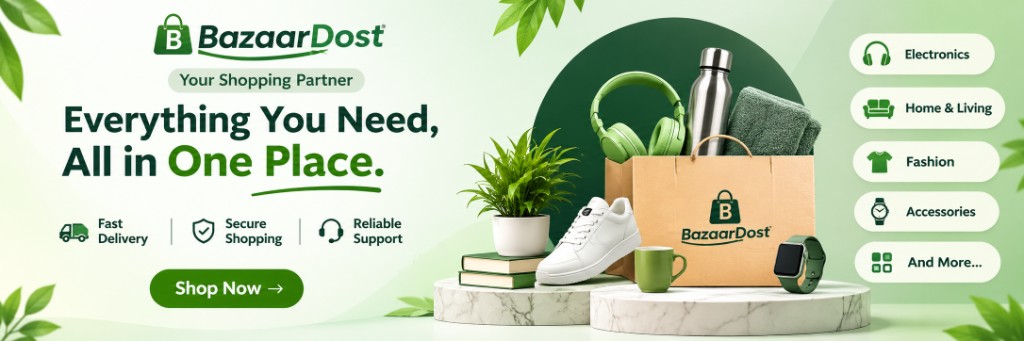 B BazaarDost
Your Shopping Partner
Everything You Need,
All in One Place.
Fast
Delivery
Secure
Shopping
Reliable
Support
Shop Now →
B
BazaarDost
Electronics
Home & Living
Fashion
Accessories
And More...